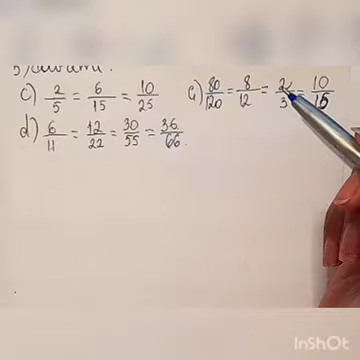 c) 2/5 = 6/15 = 10/25
a) 80/120 = 8/12 = 2/3 = 10/15
d) 6/11 = 12/22 = 30/55 = 36/66
InShOt